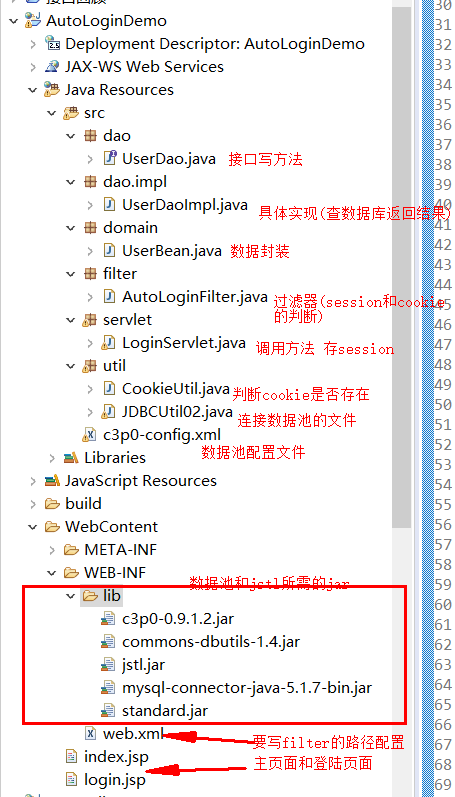 AutoLoginDemo
Deployment Descriptor: AutoLoginDemo
JAX-WS Web Services
Java Resources
src
dao
UserDao.java 接口写方法
dao.impl
UserDaoImpl.java 具体实现(查数据库返回结果)
domain
UserBean.java 数据封装
filter
AutoLoginFilter.java 过滤器(session和cookie
的判断)
servlet
LoginServlet.java 调用方法 存session
util
CookieUtil.java 判断cookie是否存在
JDBCUtil02.java 连接数据池的文件
c3p0-config.xml
数据池配置文件
Libraries
JavaScript Resources
build
WebContent
META-INF
WEB-INF
数据池和jstl所需的jar
lib
c3p0-0.9.1.2.jar
commons-dbutils-1.4.jar
jstl.jar
mysql-connector-java-5.1.7-bin.jar
standard.jar
web.xml 要写filter的路径配置
index.jsp
主页面和登陆页面
login.jsp
30
31
32
33
34
35
36
37
38
39
40
41
42
43
44
45
46
47
48
49
50
51
52
53
54
55
56
57
58
59
60
61
62
63
64
65
66
67
68
69